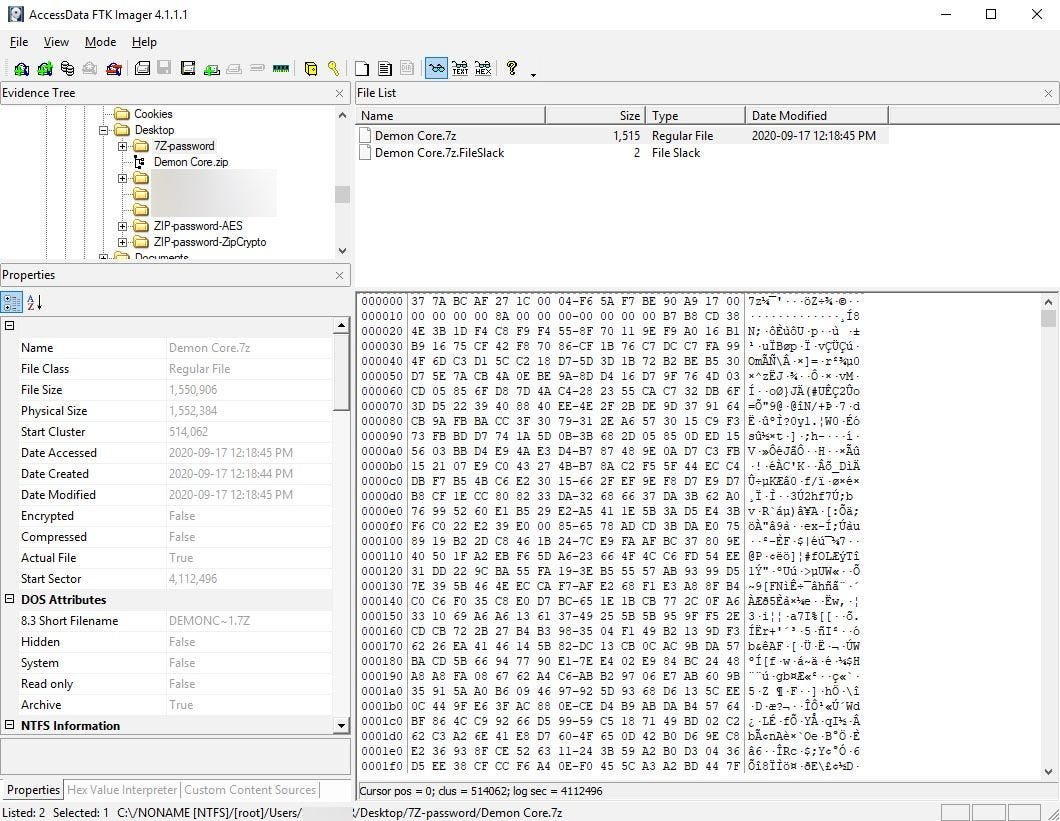 AccessData FTK Imager 4.1.1.1
File View Mode Help
Evidence Tree
Cookies
Desktop
7Z-password
Demon Core.zip
ZIP-password-AES
ZIP-password-ZipCrypto
Documents
File List
Name Size Type Date Modified
Demon Core.7z 1,515 Regular File 2020-09-17 12:18:45 PM
Demon Core.7z.FileSlack 2 File Slack
Properties
Name Demon Core.7z
File Class Regular File
File Size 1,550,906
Physical Size 1,552,384
Start Cluster 514,062
Date Accessed 2020-09-17 12:18:45 PM
Date Created 2020-09-17 12:18:44 PM
Date Modified 2020-09-17 12:18:45 PM
Encrypted False
Compressed False
Actual File True
Start Sector 4,112,496
DOS Attributes
8.3 Short Filename DEMONC~1.7Z
Hidden False
System False
Read only False
Archive True
NTFS Information
Properties Hex Value Interpreter Custom Content Sources
000000 37 7A BC AF 27 1C 00 04-F6 5A F7 BE 90 A9 17 00
000010 00 00 00 00 8A 00 00 00-00 00 00 00 B7 B8 CD 38
000020 4E 3B 1D F4 C8 F9 F4 55-8F 70 11 9E F9 A0 16 B1
000030 B9 16 75 CF 42 F8 70 86-CF 1B 76 C7 DC C7 FA 99
000040 4F 6D C3 D1 5C C2 18 D7-5D 3D 1B 72 B2 BE B5 30
000050 D7 5E 7A CB 4A 0E BE 9A-8D D4 16 D7 9F 76 4D 03
000060 CD 05 85 6F D8 7D 4A C4-28 23 55 CA C7 32 DB 6F
000070 3D D5 22 39 40 88 40 EE-4E 2F 2B DE 9D 37 91 64
000080 CB 9A FB BA CC 3F 30 79-31 2E A6 57 30 15 C9 F3
000090 73 FB BD D7 74 1A 5D 0B-3B 68 2D 05 85 0D ED 15
0000a0 56 03 BB D4 E9 4A E3 D4-B7 87 48 9E 0A D7 C3 FB
0000b0 15 21 07 E9 C0 43 27 4B-B7 8A C2 F5 5F 44 EC C4
0000c0 DB F7 B5 4B C6 E2 30 15-66 2F EF 9E F8 D7 E9 D7
0000d0 B8 CF 1E CC 80 82 33 DA-32 68 66 37 DA 3B 62 A0
0000e0 76 99 52 60 E1 B5 29 E2-A5 41 1E 5B 3A D5 E4 3B
0000f0 F6 C0 22 E2 39 E0 00 85-65 78 AD CD 3B DA E0 75
000100 89 19 B2 2D C8 46 1B 24-7C E9 FA AF BC 37 80 9E
000110 40 50 1F A2 EB F6 5D A6-23 66 4F 4C C6 FD 54 EE
000120 31 DD 22 9C BA 55 FA 19-3E B5 55 57 AB 93 99 D5
000130 7E 39 5B 46 4E EC CA F7-AF E2 68 F1 E3 A8 8F B4
000140 C0 C6 F0 35 C8 E0 D7 BC-65 1E 1B CB 77 2C 0F A6
000150 33 10 69 A6 A6 13 61 37-49 25 5B 5B 95 9F F5 2E
000160 CD CB 72 2B 27 B4 B3 98-35 04 F1 49 B2 13 9D F3
000170 62 26 EA 41 46 14 5B 82-DC 13 CB 0C AC 9B DA 57
000180 BA CD 5B 66 94 77 90 E1-7E E4 02 E9 84 BC 24 48
000190 A8 A8 FA 08 67 62 A4 C6-AB B2 97 06 E7 AB 60 9B
0001a0 35 91 5A A0 B6 09 46 97-92 5D 93 68 D6 13 5C EE
0001b0 0C 44 9F E6 3F AC 88 0E-CE D4 B9 AB DA B4 57 64
0001c0 BF 86 4C C9 92 66 D5 99-59 C5 18 71 49 BD 02 C2
0001d0 62 C3 A2 6E 41 E8 D7 60-4F 65 0D 42 B0 D6 9E C8
0001e0 E2 36 93 8F CE 52 63 11-24 3B 59 A2 B0 D3 04 36
0001f0 D5 EE 38 CF CC F6 A4 0E-F0 45 5C A3 A2 BD 44 7F
Cursor pos = 0; clus = 514062; log sec = 4112496
Listed: 2 Selected: 1 C:\/NONAME [NTFS]/[root]/Users/ /Desktop/7Z-password/Demon Core.7z